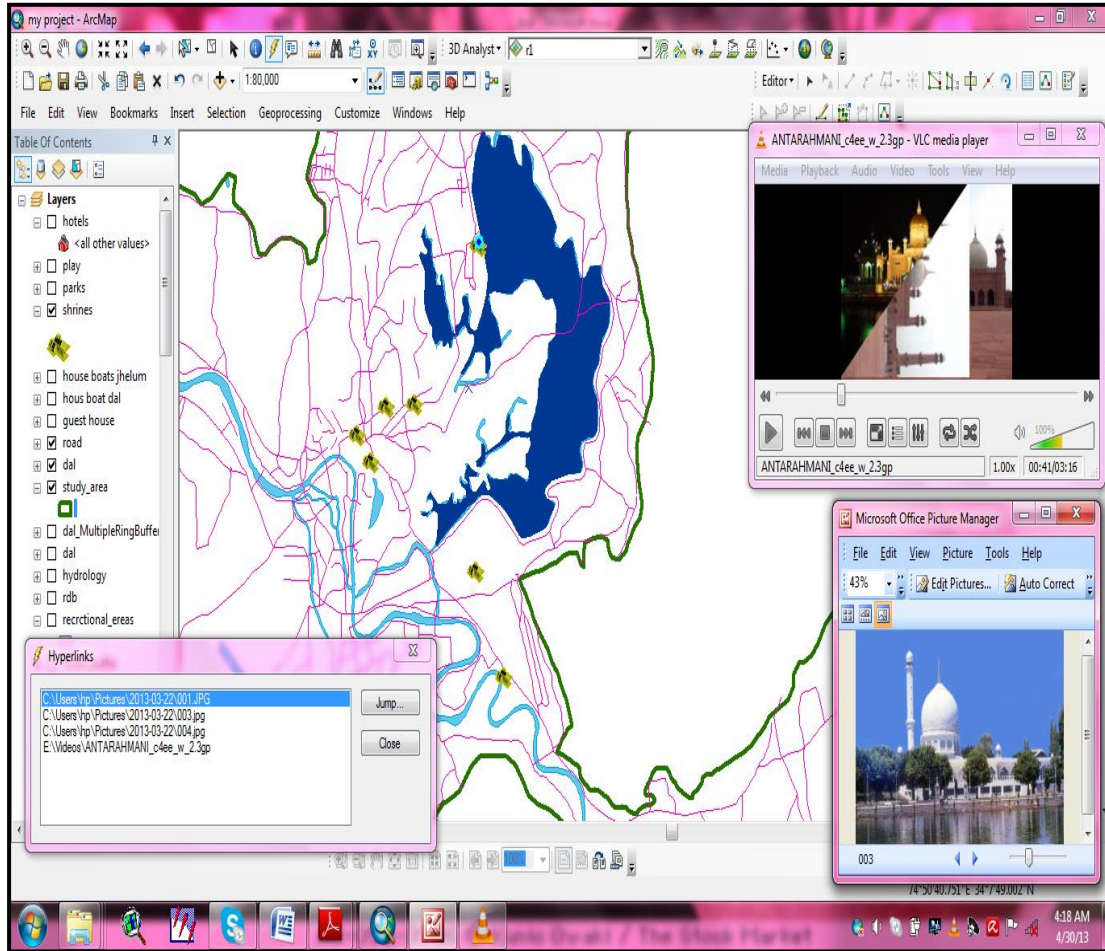 my project - ArcMap
3D Analyst
r1
1:80,000
Editor
File Edit View Bookmarks Insert Selection Geoprocessing Customize Windows Help
Table Of Contents
Layers
hotels
<all other values>
play
parks
shrines
house boats jhelum
hous boat dal
guest house
road
dal
study_area
dal_MultipleRingBuffer
dal
hydrology
rdb
recrctional_ereas
ANTARAHMANI_c4ee_w_2.3gp - VLC media player
Media Playback Audio Video Tools View Help
100%
ANTARAHMANI_c4ee_w_2.3gp 1.00x 00:41/03:16
Microsoft Office Picture Manager
File Edit View Picture Tools Help
43% Edit Pictures... Auto Correct
003
Hyperlinks
C:\Users\hp\Pictures\2013-03-22\001.JPG
C:\Users\hp\Pictures\2013-03-22\003.jpg
C:\Users\hp\Pictures\2013-03-22\004.jpg
E:\Videos\ANTARAHMANI_c4ee_w_2.3gp
Jump...
Close
100%
74°50'40.751"E 34°7'49.002"N
4:18 AM
4/30/13